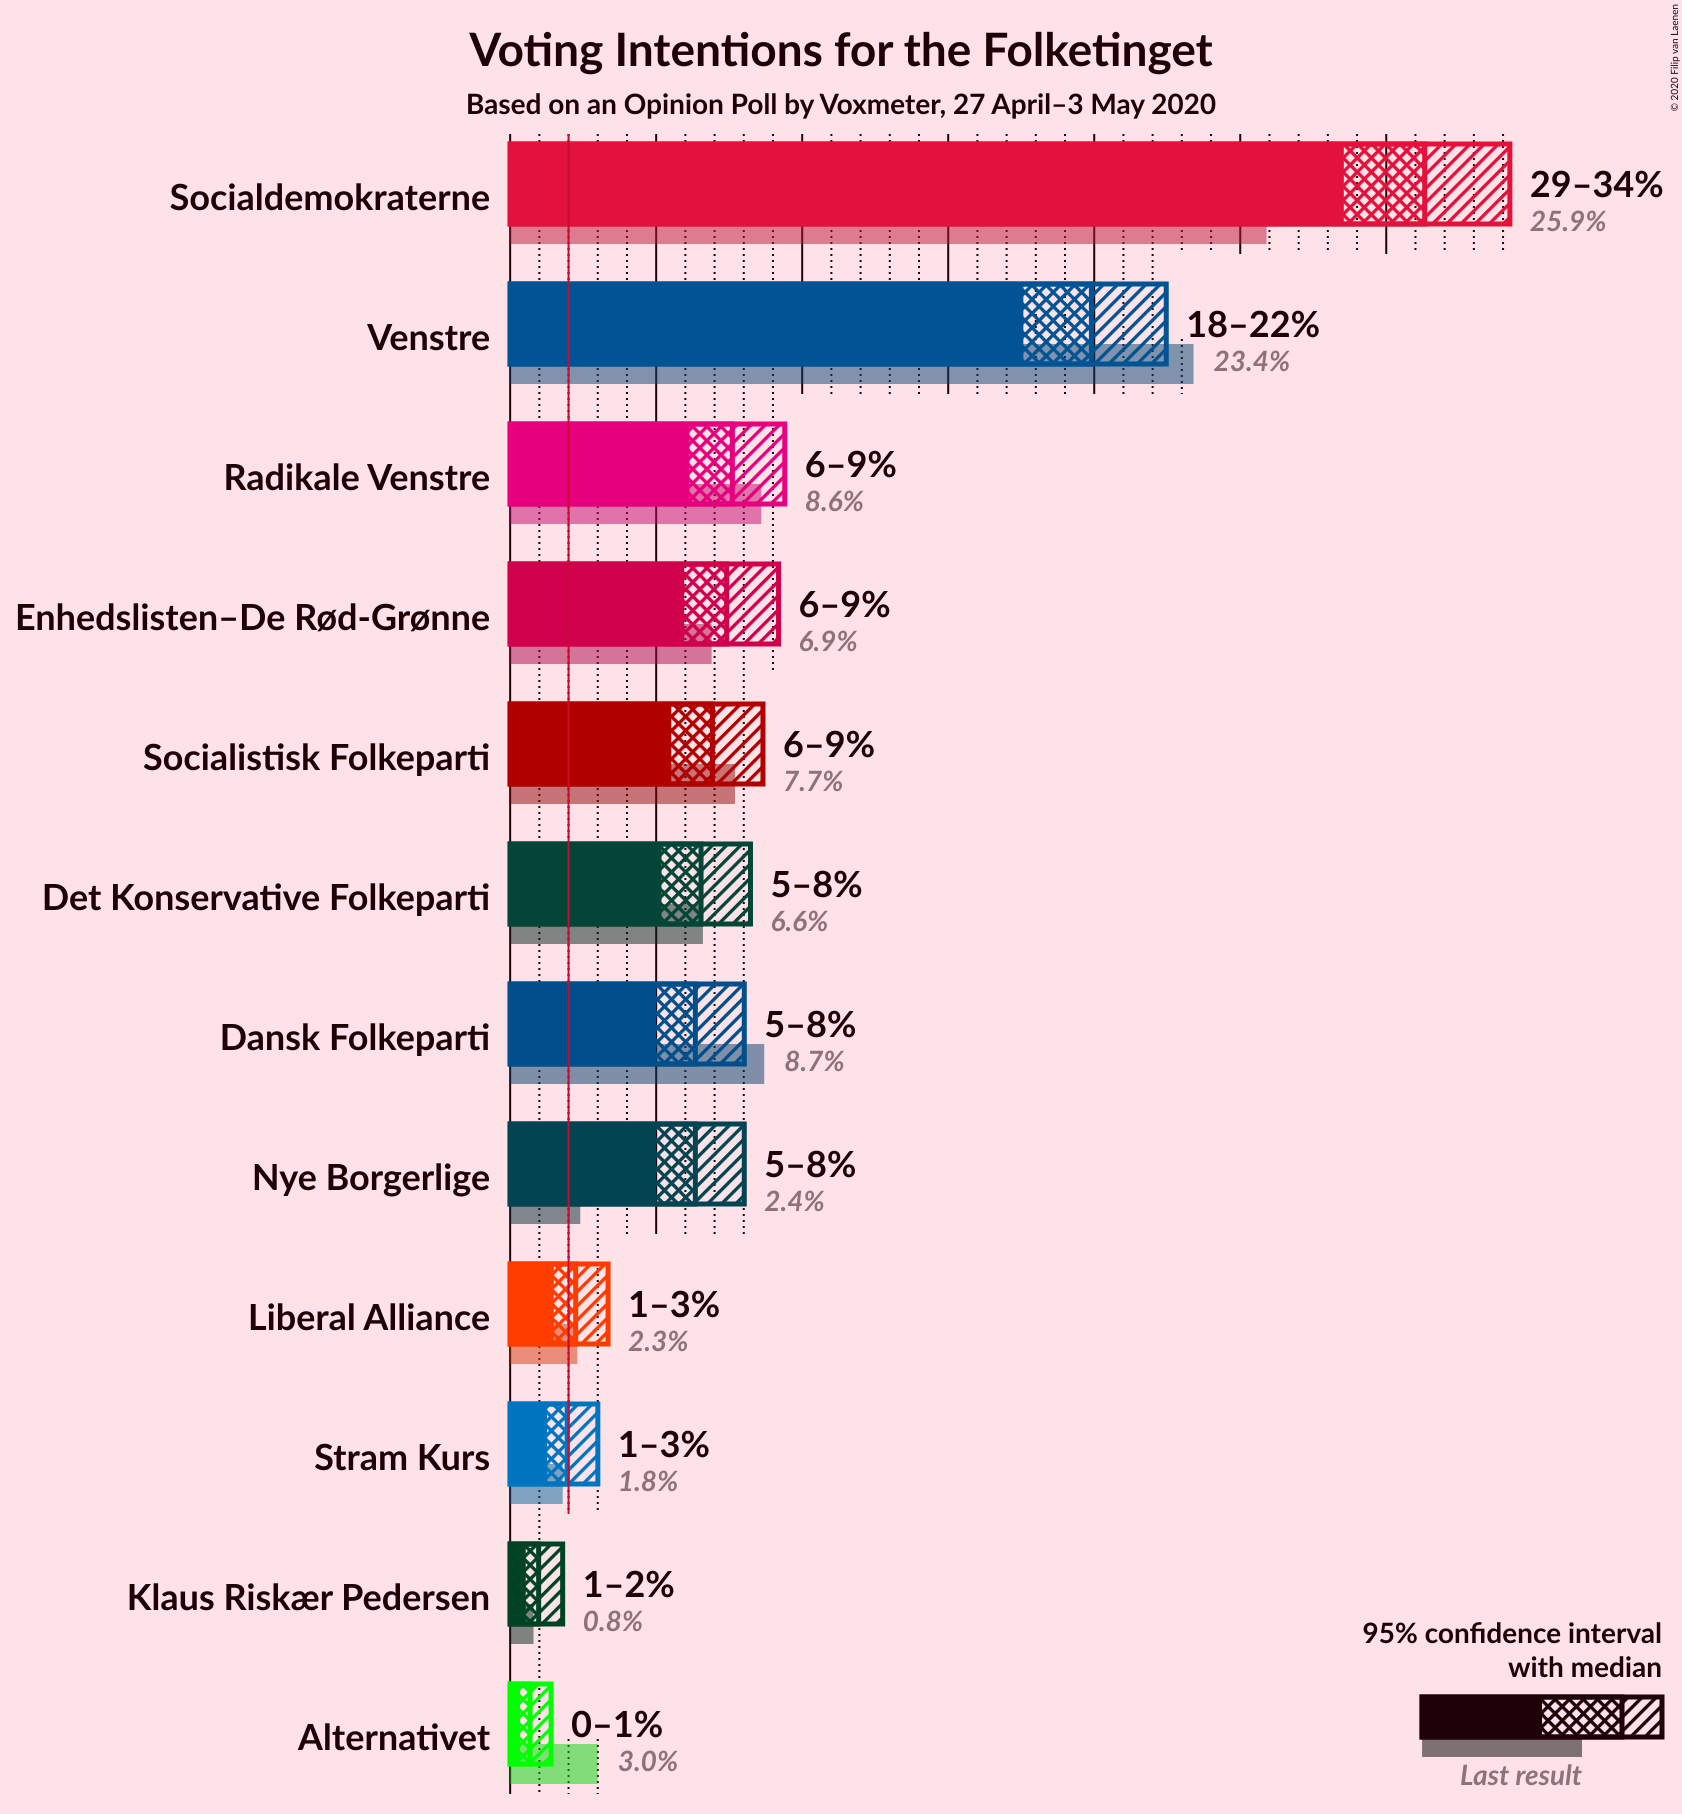 Voting Intentions for the Folketinget
Based on an Opinion Poll by Voxmeter, 27 April–3 May 2020
© 2020 Filip van Laenen
Socialdemokraterne
29–34%
25.9%
Venstre
18–22%
23.4%
Radikale Venstre
6–9%
8.6%
Enhedslisten–De Rød-Grønne
6–9%
6.9%
Socialistisk Folkeparti
6–9%
7.7%
Det Konservative Folkeparti
5–8%
6.6%
Dansk Folkeparti
5–8%
8.7%
Nye Borgerlige
5–8%
2.4%
Liberal Alliance
1–3%
2.3%
Stram Kurs
1–3%
1.8%
Klaus Riskær Pedersen
1–2%
0.8%
Alternativet
0–1%
3.0%
95% confidence interval
with median
Last result